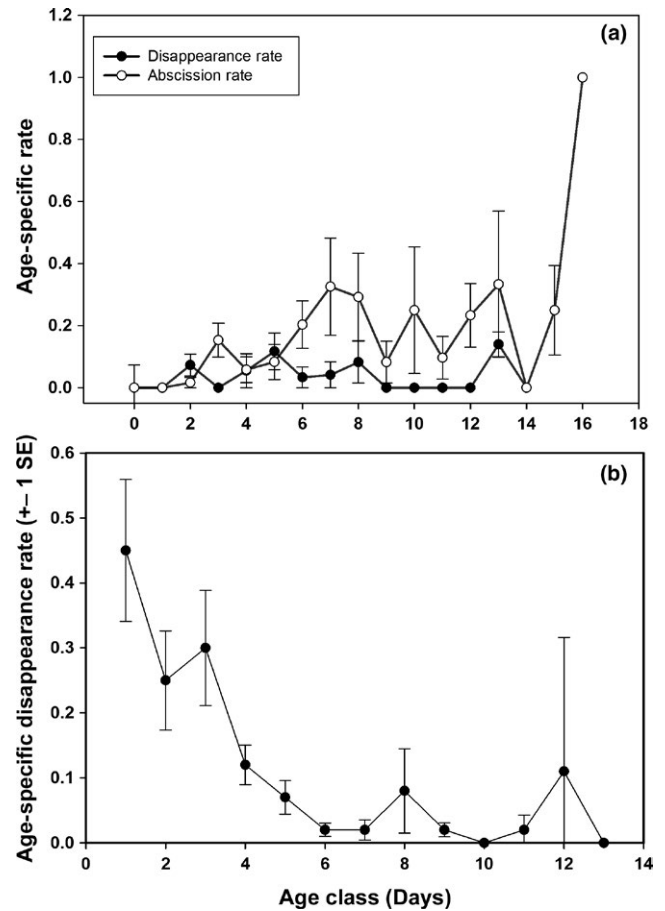 (a)
Disappearance rate
Abscission rate
Age-specific rate
1.2
1.0
0.8
0.6
0.4
0.2
0.0
0 2 4 6 8 10 12 14 16 18
(b)
Age-specific disappearance rate (+– 1 SE)
0.6
0.5
0.4
0.3
0.2
0.1
0.0
0 2 4 6 8 10 12 14
Age class (Days)